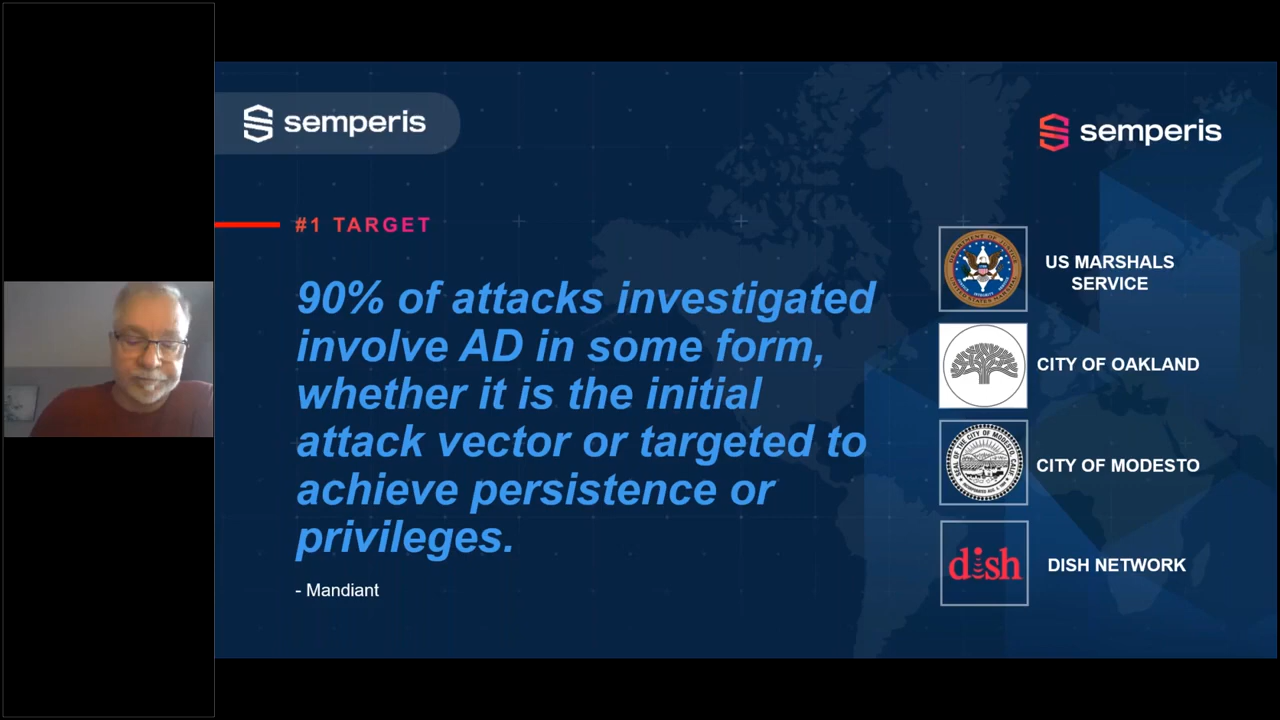 semperis
semperis
#1 TARGET
90% of attacks investigated
involve AD in some form,
whether it is the initial
attack vector or targeted to
achieve persistence or
privileges.
- Mandiant
US MARSHALS
SERVICE
CITY OF OAKLAND
CITY OF MODESTO
dish
DISH NETWORK